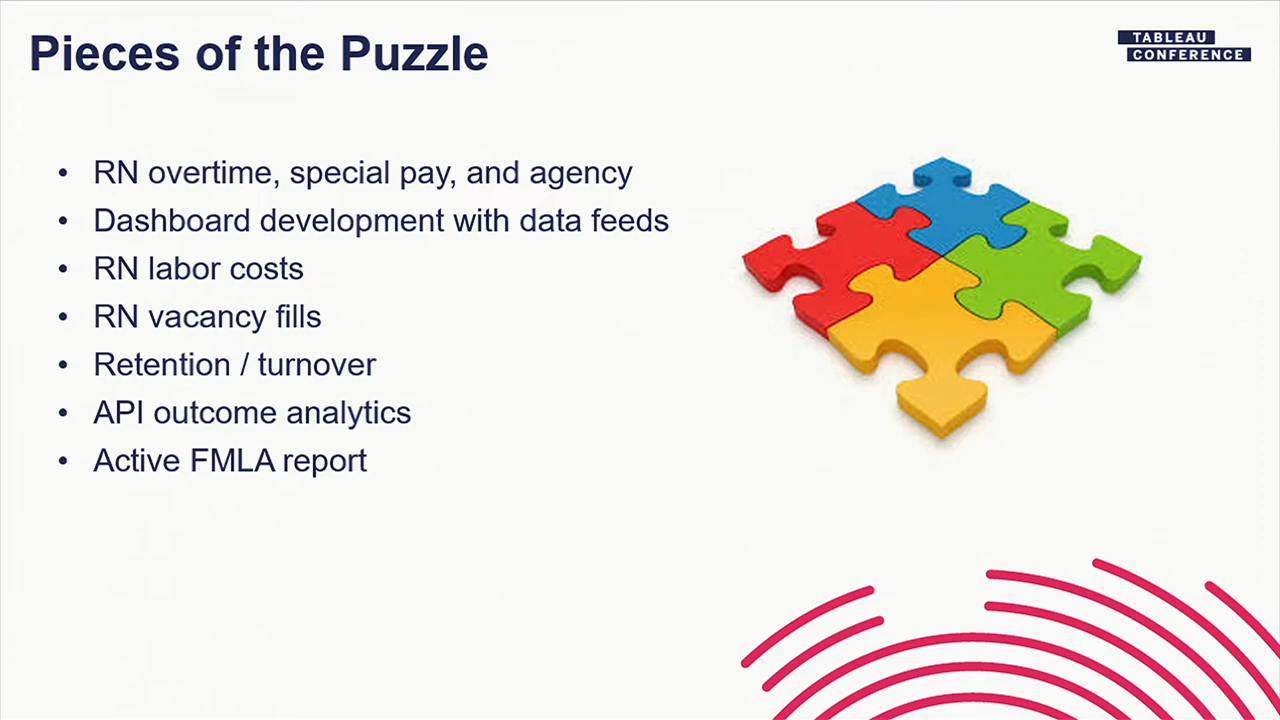 Pieces of the Puzzle
TABLEAU
CONFERENCE
• RN overtime, special pay, and agency
• Dashboard development with data feeds
• RN labor costs
• RN vacancy fills
• Retention / turnover
• API outcome analytics
• Active FMLA report